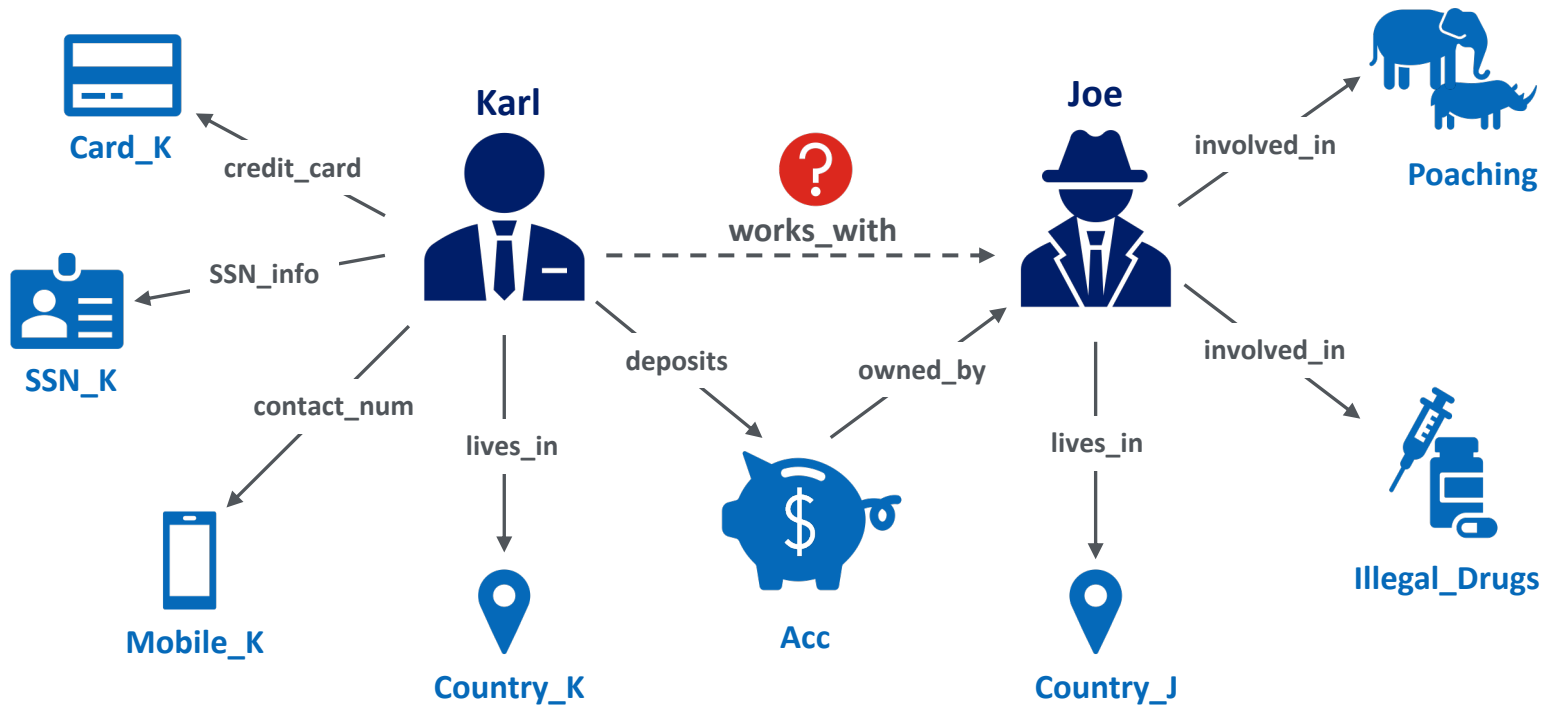 Karl
Joe
Card_K
credit_card
?
works_with
involved_in
Poaching
SSN_info
SSN_K
contact_num
deposits
owned_by
involved_in
lives_in
lives_in
$
Mobile_K
Country_K
Acc
Country_J
Illegal_Drugs